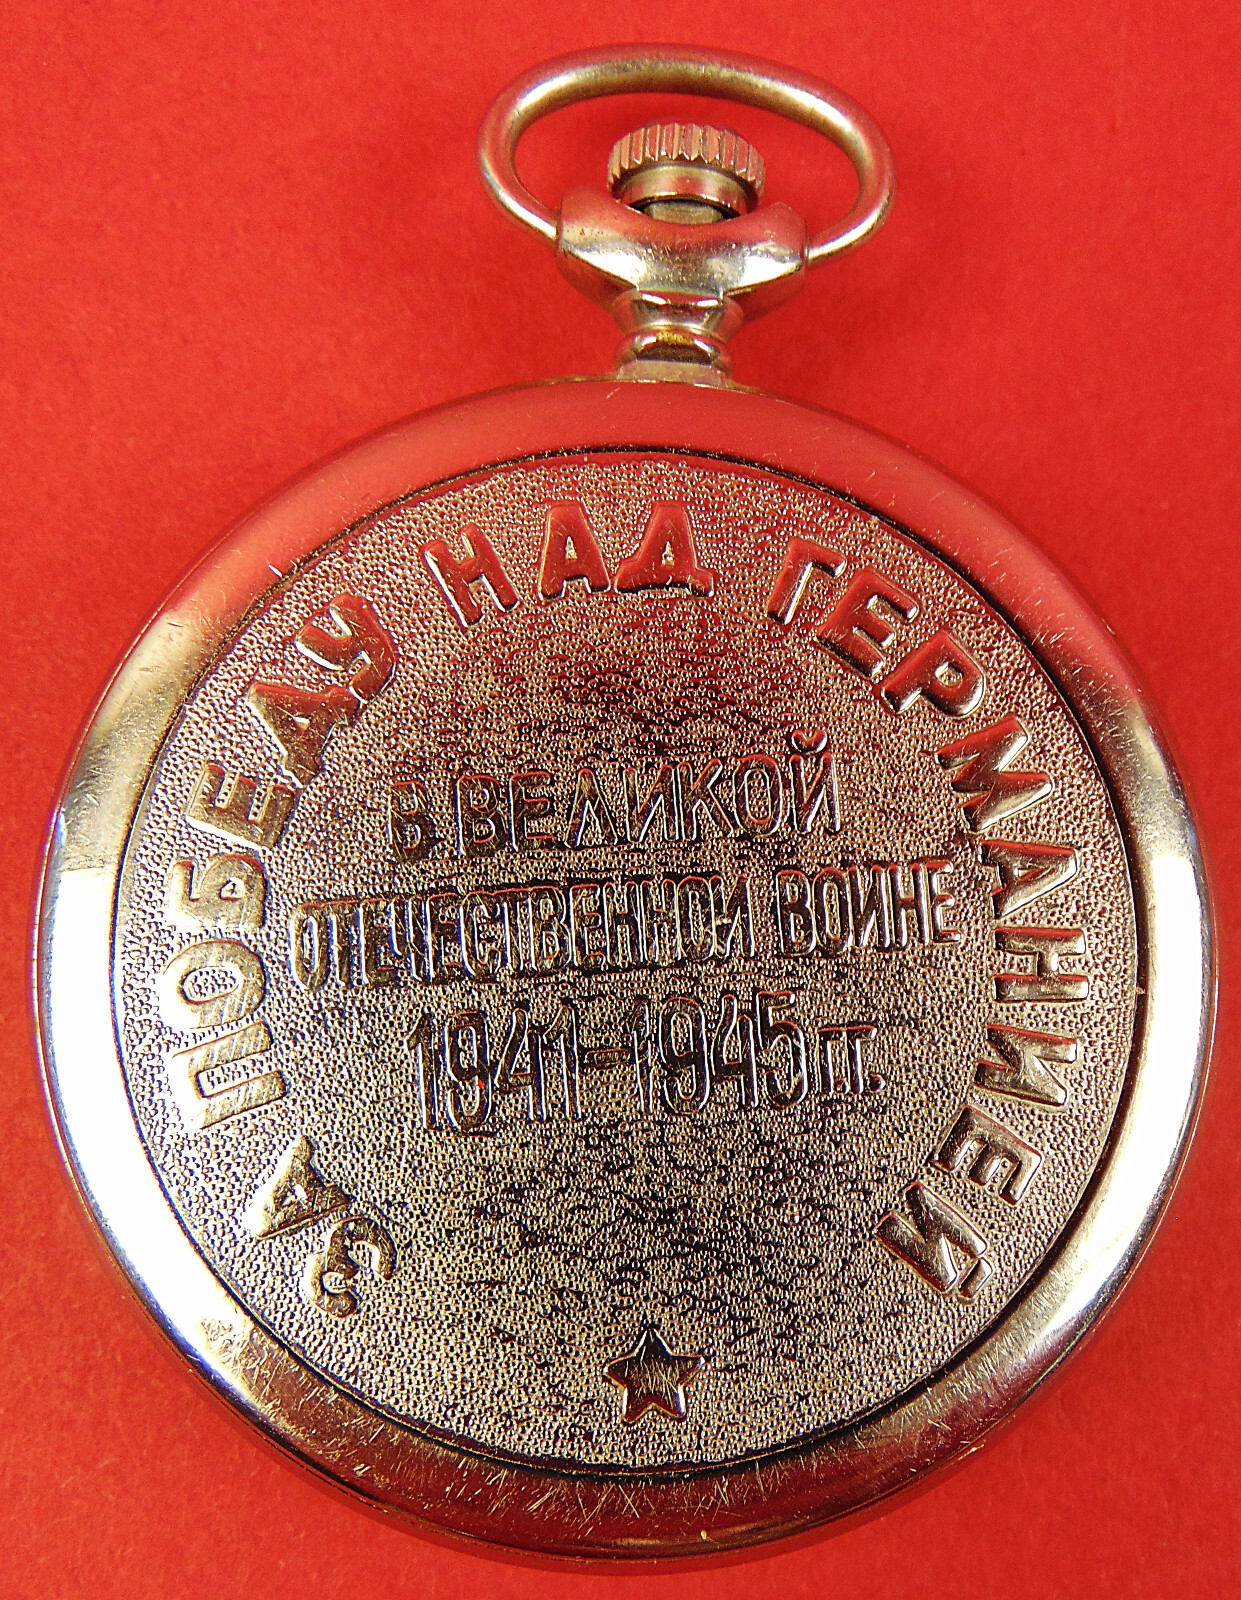 ЗА ПОБЕДУ НАД ГЕРМАНИЕЙ
В ВЕЛИКОЙ
ОТЕЧЕСТВЕННОЙ ВОЙНЕ
1941-1945 гг.